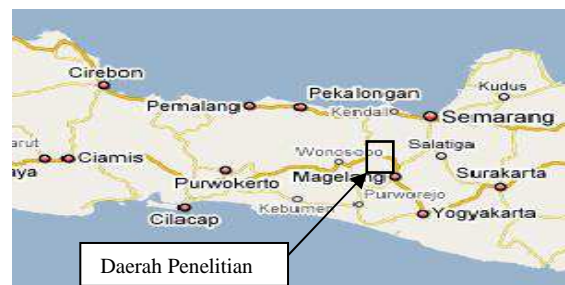 Cirebon
Pekalongan
Kudus
Pemalang
Kendal
Semarang
arut
Wonosobo
Salatiga
aya
Ciamis
Purwokerto
Magelang
Surakarta
Purworejo
Cilacap
Kebumen
Yogyakarta
Daerah Penelitian